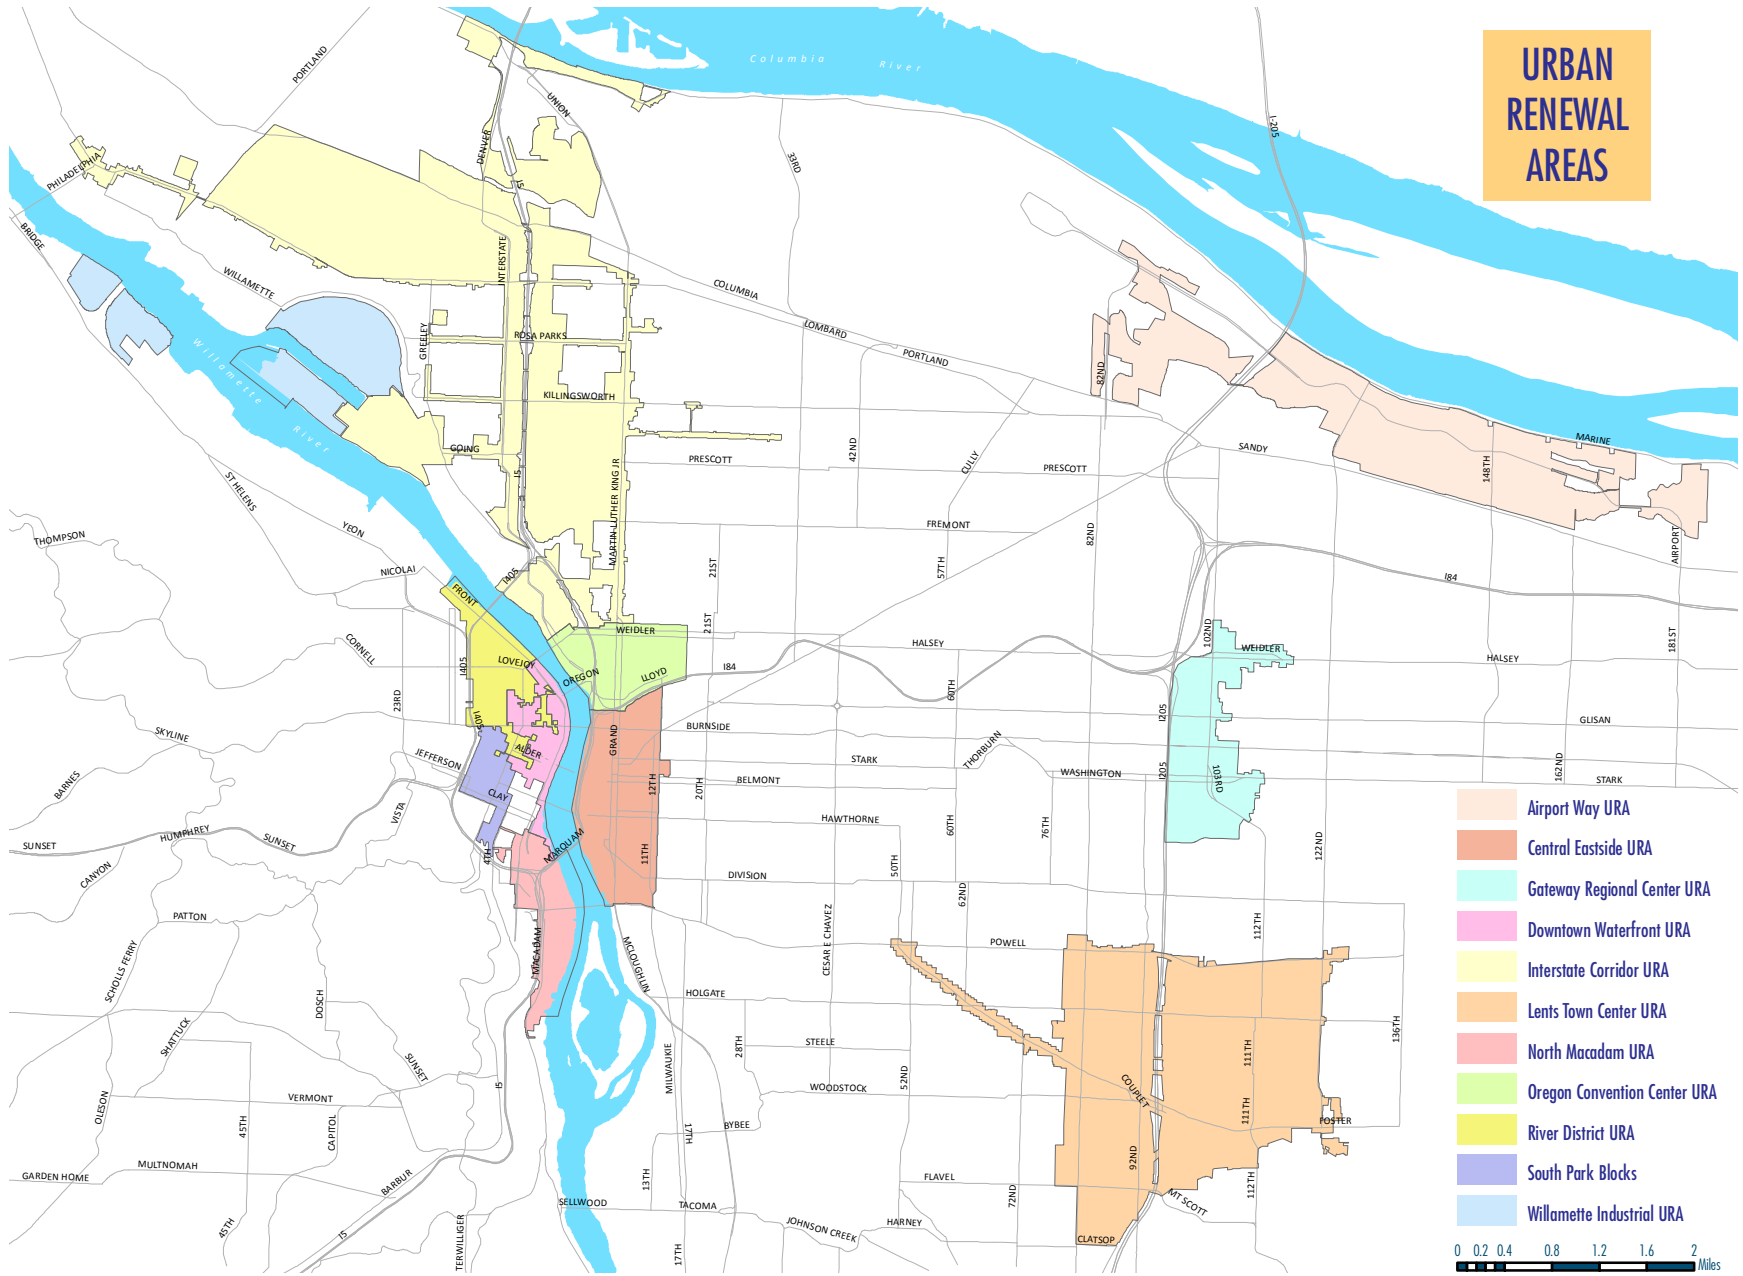 URBAN
RENEWAL
AREAS
Columbia River
PORTLAND
UNION
DENVER
I-205
33RD
J5
PHILADELPHIA
BRIDGE
WILLAMETTE
INTERSTATE
COLUMBIA
LOMBARD
PORTLAND
GREELEY
ROSA PARKS
Willamette River
82ND
KILLINGSWORTH
MARINE
GOING
I5
PRESCOTT
42ND
CULLY
PRESCOTT
SANDY
148TH
MARTIN LUTHER KING JR
ST HELENS
YEON
THOMPSON
FREMONT
82ND
AIRPORT
NICOLAI
I405
21ST
57TH
I84
FRONT
CORNELL
LOVEJOY
I405
WEIDLER
21ST
HALSEY
102ND
WEIDLER
HALSEY
181ST
OREGON
LLOYD
I84
60TH
23RD
I405
I205
GLISAN
SKYLINE
BURNSIDE
GRAND
ALDER
JEFFERSON
STARK
THORBURN
WASHINGTON
I205
103RD
162ND
STARK
BARNES
12TH
20TH
BELMONT
CLAY
VISTA
HAWTHORNE
60TH
76TH
122ND
SUNSET
HUMPHREY
SUNSET
MARQUAM
4TH
11TH
50TH
CANYON
DIVISION
62ND
PATTON
CESAR E CHAVEZ
112TH
MACADAM
MCLOUGHLIN
POWELL
SCHOLLS FERRY
DOSCH
HOLGATE
SHATTUCK
28TH
STEELE
136TH
SUNSET
MILWAUKIE
52ND
111TH
I5
WOODSTOCK
COUPLET
VERMONT
OLESON
45TH
CAPITOL
17TH
BYBEE
111TH
FOSTER
MULTNOMAH
GARDEN HOME
BARBUR
13TH
FLAVEL
92ND
72ND
112TH
MT SCOTT
SELLWOOD
TACOMA
45TH
I5
TERWILLIGER
17TH
JOHNSON CREEK
HARNEY
CLATSOP
Airport Way URA
Central Eastside URA
Gateway Regional Center URA
Downtown Waterfront URA
Interstate Corridor URA
Lents Town Center URA
North Macadam URA
Oregon Convention Center URA
River District URA
South Park Blocks
Willamette Industrial URA
0 0.2 0.4 0.8 1.2 1.6 2
Miles